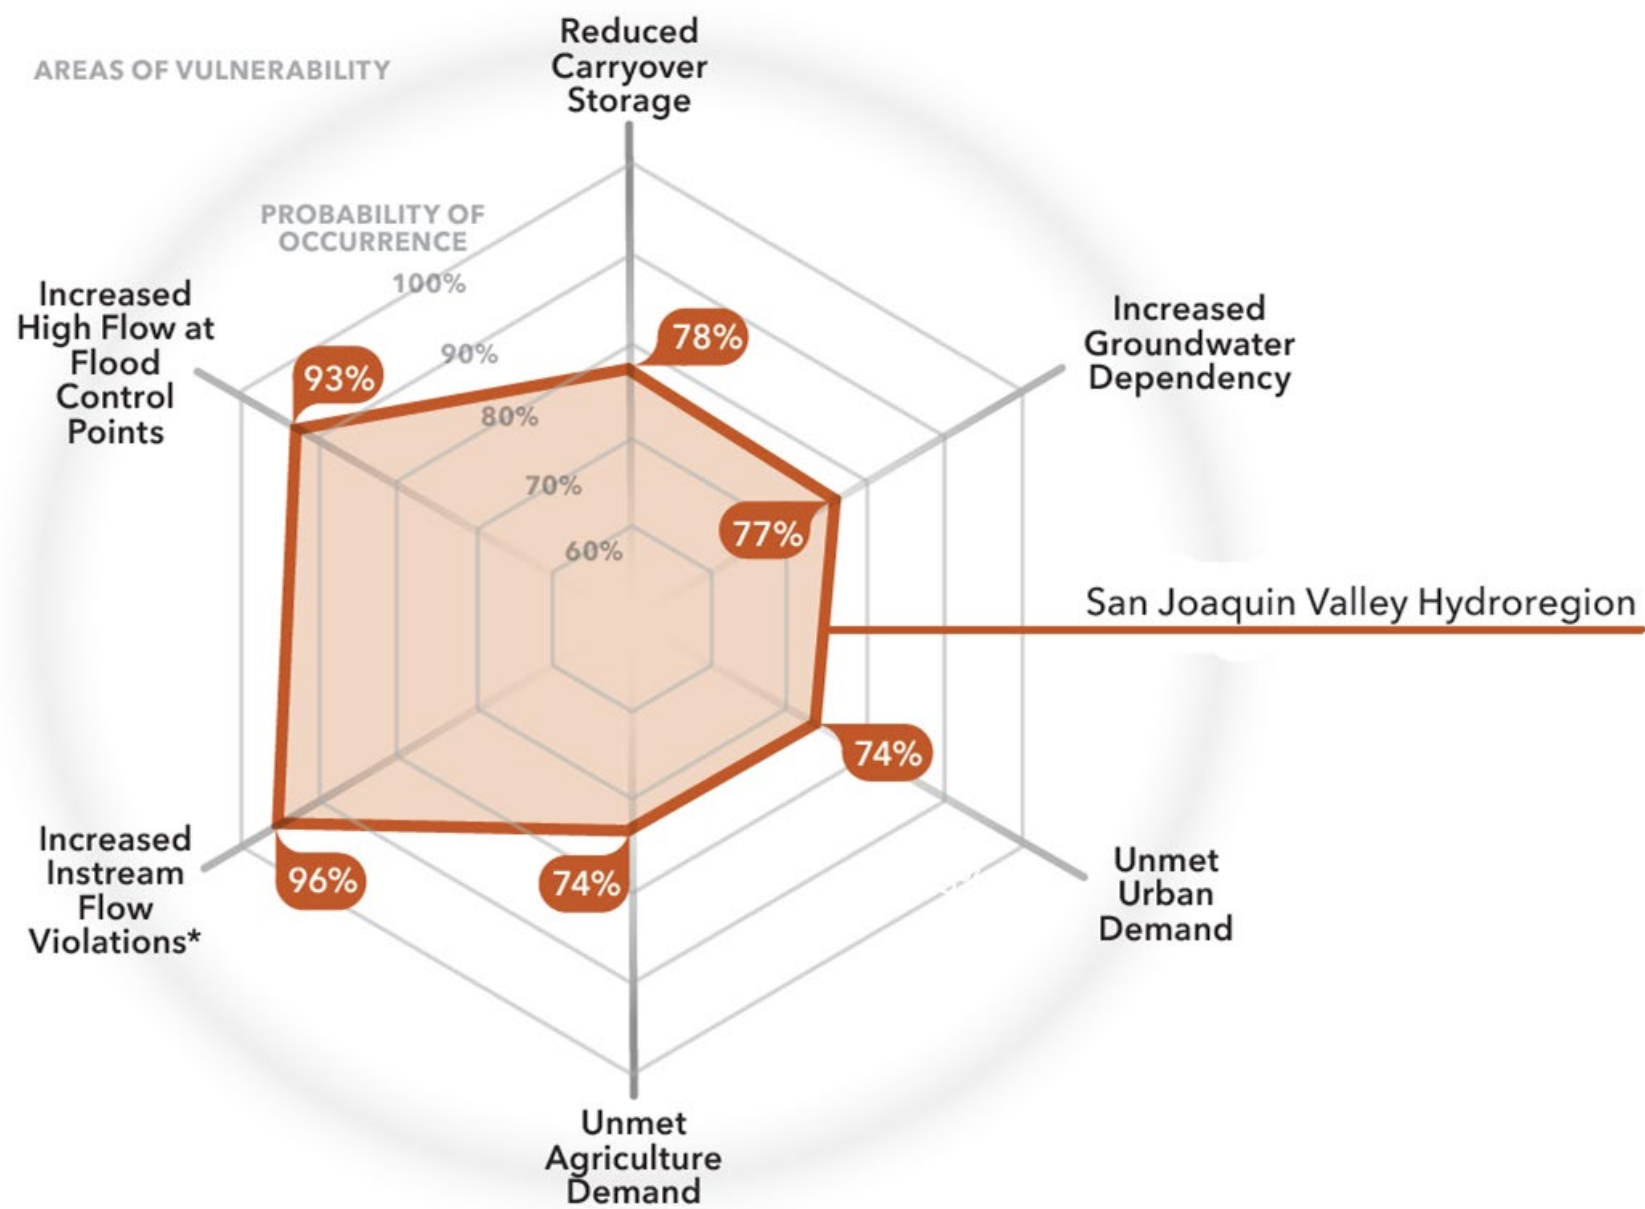 AREAS OF VULNERABILITY
Reduced
Carryover
Storage
PROBABILITY OF
OCCURRENCE
100%
90%
80%
70%
60%
Increased
High Flow at
Flood
Control
Points
93%
78%
Increased
Groundwater
Dependency
77%
San Joaquin Valley Hydroregion
74%
Unmet
Urban
Demand
74%
Unmet
Agriculture
Demand
96%
Increased
Instream
Flow
Violations*